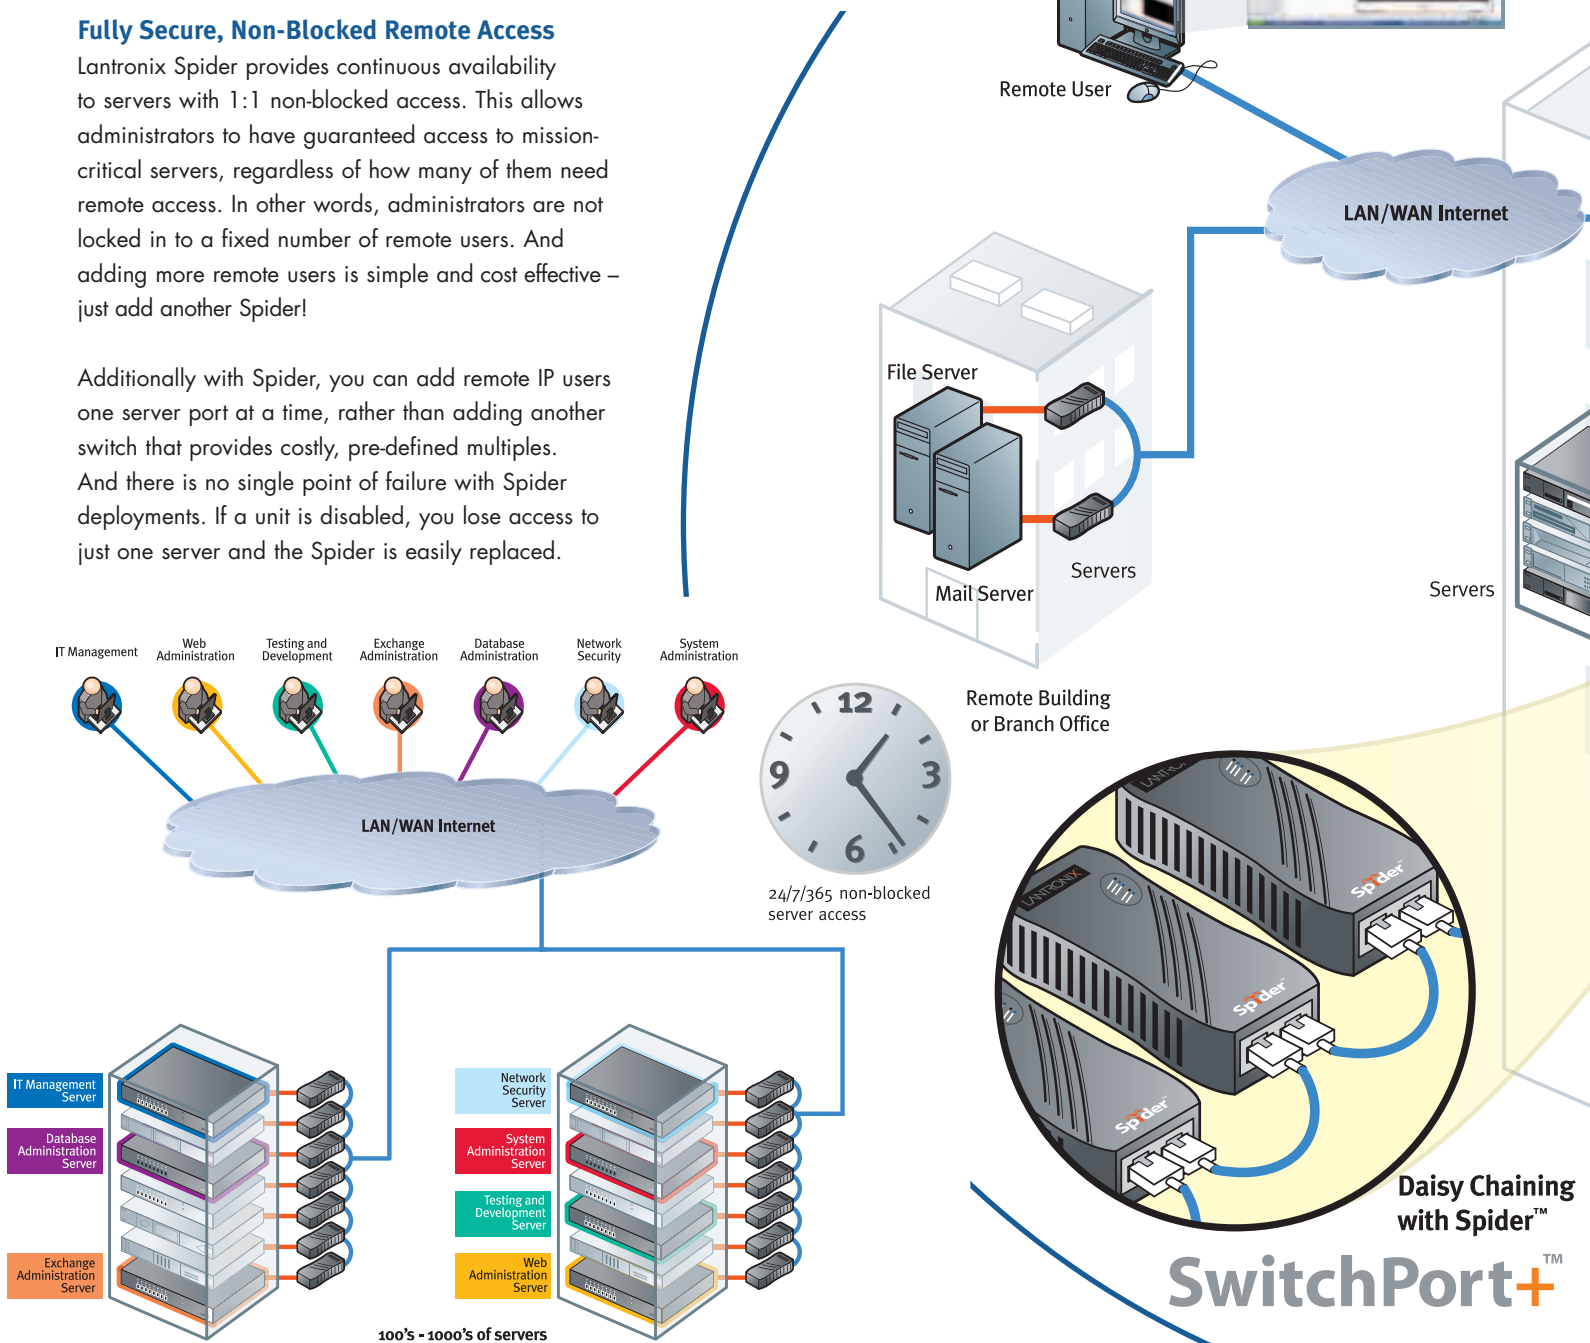 Fully Secure, Non-Blocked Remote Access
Lantronix Spider provides continuous availability
to servers with 1:1 non-blocked access. This allows
administrators to have guaranteed access to mission-
critical servers, regardless of how many of them need
remote access. In other words, administrators are not
locked in to a fixed number of remote users. And
adding more remote users is simple and cost effective –
just add another Spider!
Additionally with Spider, you can add remote IP users
one server port at a time, rather than adding another
switch that provides costly, pre-defined multiples.
And there is no single point of failure with Spider
deployments. If a unit is disabled, you lose access to
just one server and the Spider is easily replaced.
Remote User
LAN/WAN Internet
File Server
Mail Server
Servers
Servers
Remote Building
or Branch Office
IT Management
Web
Administration
Testing and
Development
Exchange
Administration
Database
Administration
Network
Security
System
Administration
LAN/WAN Internet
12
3
6
9
24/7/365 non-blocked
server access
IT Management
Server
Database
Administration
Server
Exchange
Administration
Server
Network
Security
Server
System
Administration
Server
Testing and
Development
Server
Web
Administration
Server
100's - 1000's of servers
Spider™
LANTRONIX
Spider™
Spider™
Daisy Chaining
with Spider™
SwitchPort+™